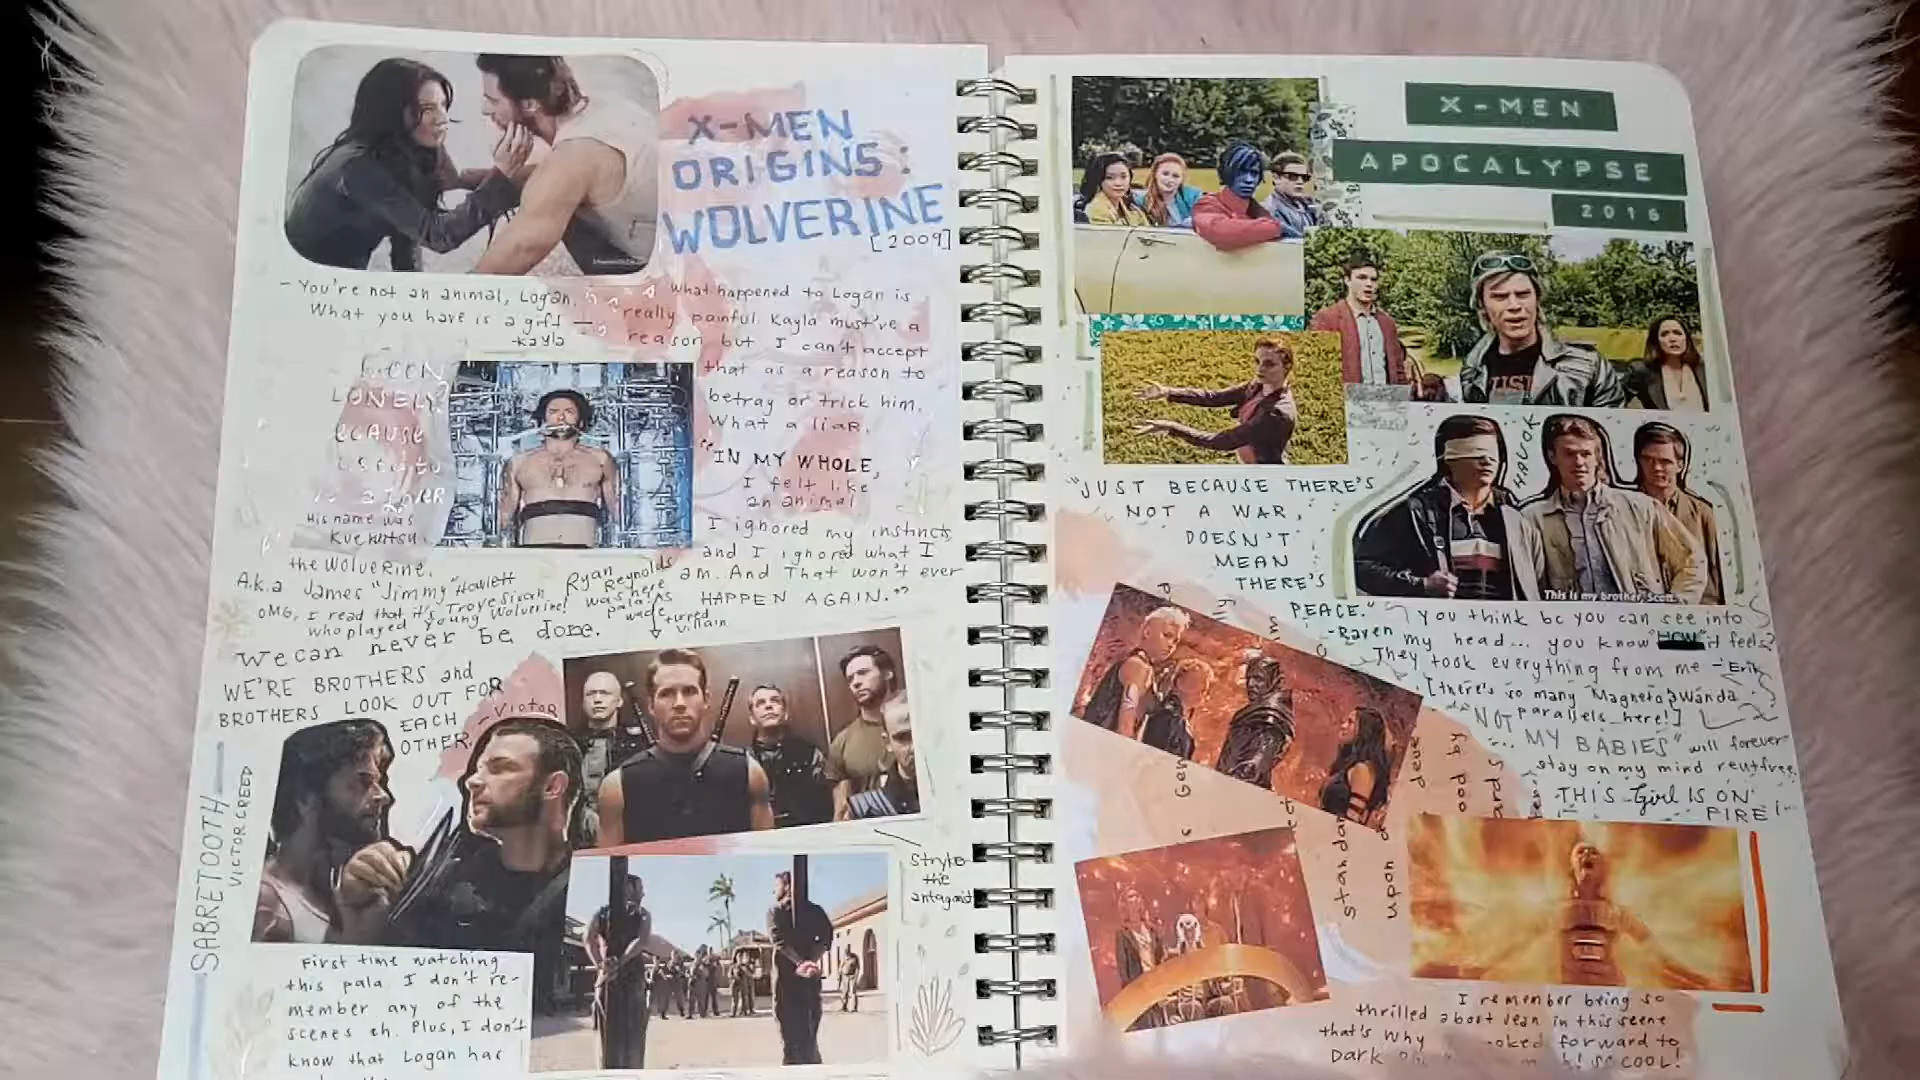 X-MEN
ORIGINS:
WOLVERINE
[2009]
- You're not an animal, Logan.
What you have is a gift -
-Kayla
What happened to Logan is
really painful. Kayla must've a
reason but I can't accept
that as a reason to
betray or trick him.
What a liar.
LONELY?
His name was
the Wolverine.
"IN MY WHOLE,
I felt like
an animal
I ignored my instincts
and I ignored what I
am. And That won't ever
HAPPEN AGAIN."
A.k.a James "Jimmy" Howlett
OMG, I read that it's Troye Sivan
who played Young Wolverine!
Ryan
Reynolds
was here
pala! As
wade
turned
villain
We can never be done.
WE'RE BROTHERS and
BROTHERS LOOK OUT FOR
EACH
OTHER.
- Victor
SABRETOOTH
VICTOR CREED
Stryker
the
antagonist
First time watching
this pala. I don't re-
member any of the
scenes eh. Plus, I don't
know that Logan has
X-MEN
APOCALYPSE
2016
HAVOK
This is my brother, Scott.
"JUST BECAUSE THERE'S
NOT A WAR,
DOESN'T
MEAN
THERE'S
PEACE."
-Raven
You think bc you can see into
my head... you know "HOW" it feels?
They took everything from me - Erik
[there's so many Magneto & Wanda
parallels here!]
NOT
"MY BABIES" will forever
stay on my mind rentfree
THIS Girl IS ON
FIRE!
standards
upon
I remember being so
thrilled about Jean in this scene
that's why looked forward to
Dark SO COOL!